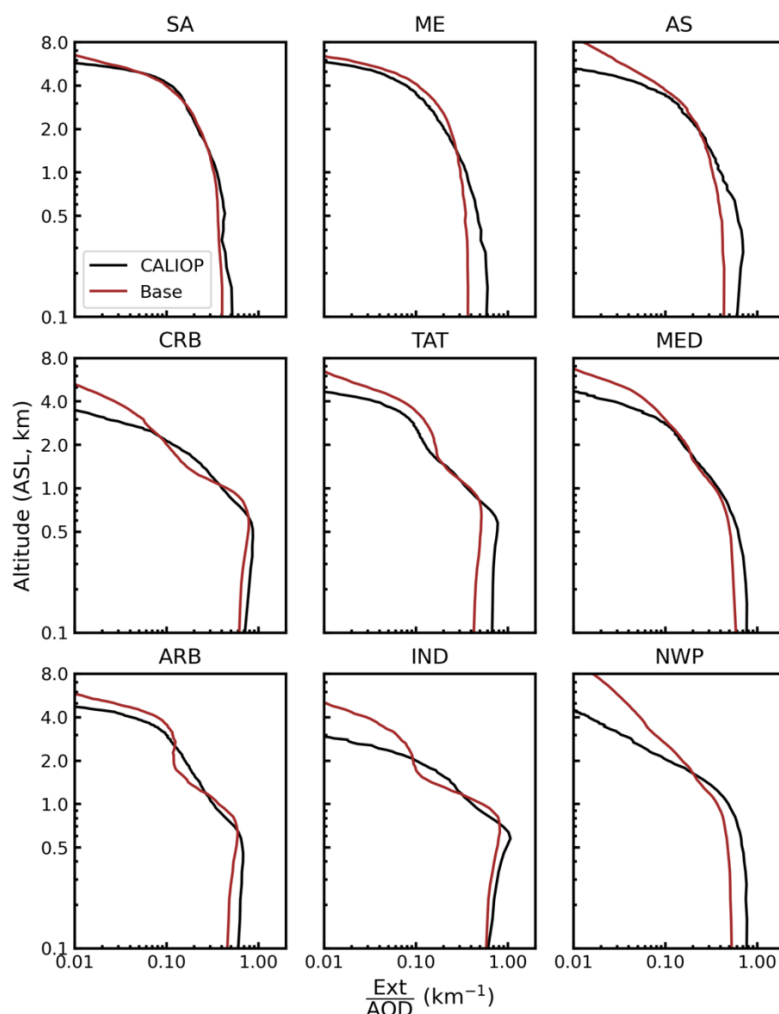 SA ME AS
8.0
4.0
2.0
1.0
0.5
0.1
CALIOP
Base
CRB TAT MED
8.0
4.0
2.0
1.0
0.5
0.1
Altitude (ASL, km)
ARB IND NWP
8.0
4.0
2.0
1.0
0.5
0.1
0.01 0.10 1.00 0.01 0.10 1.00 0.01 0.10 1.00
Ext
AOD (km⁻¹)